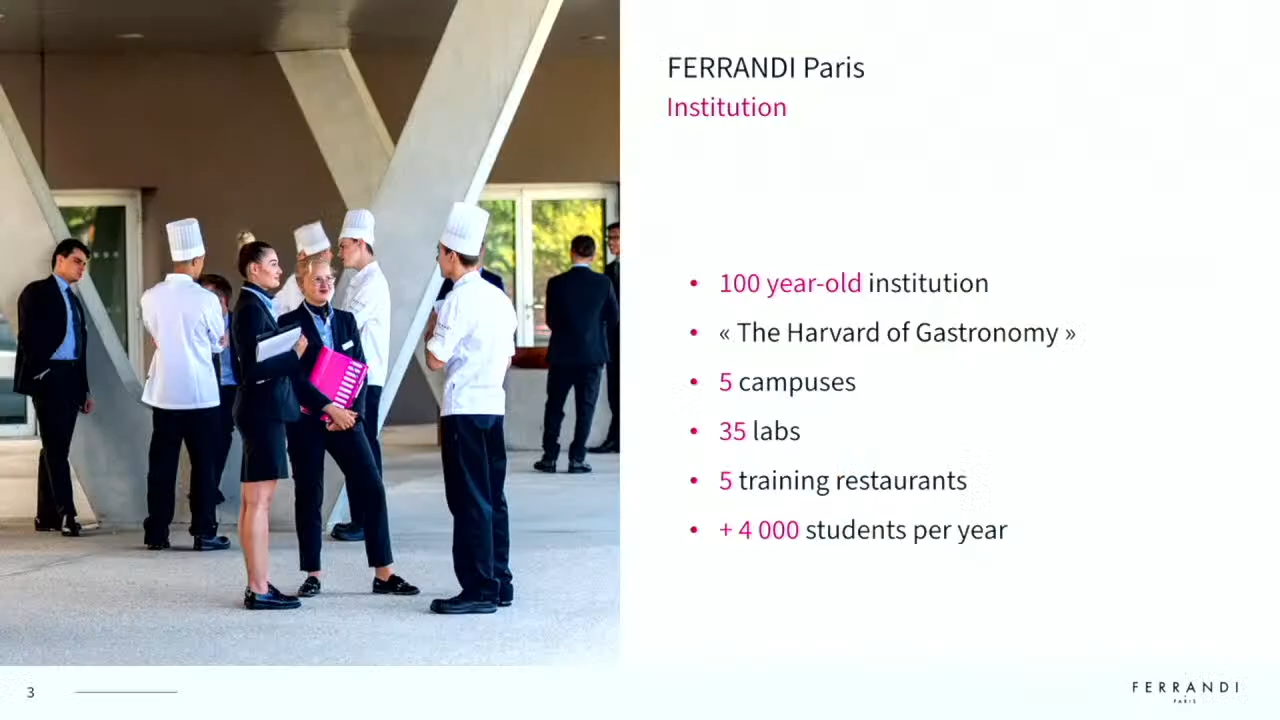 FERRANDI Paris
Institution
• 100 year-old institution
• « The Harvard of Gastronomy »
• 5 campuses
• 35 labs
• 5 training restaurants
• + 4 000 students per year
3
FERRANDI
PARIS